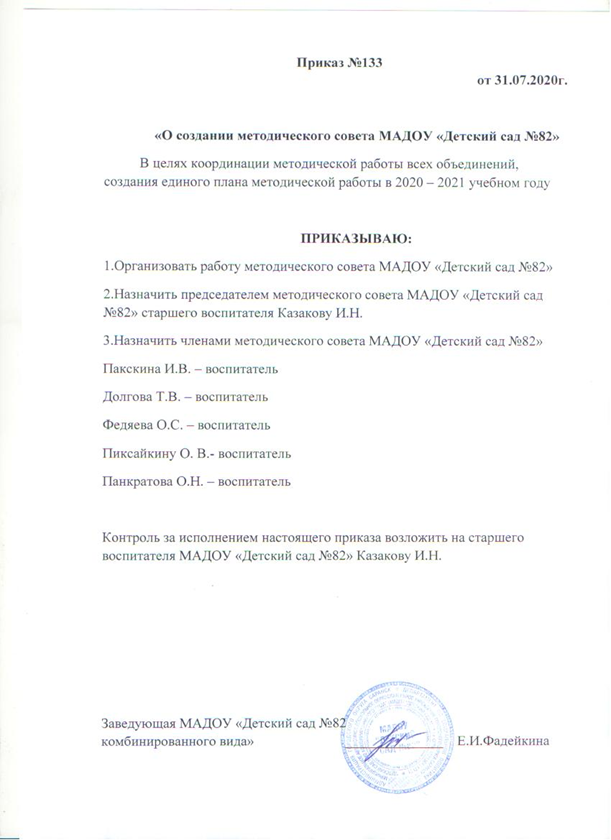 Приказ №133
от 31.07.2020г.
«О создании методического совета МАДОУ «Детский сад №82»
В целях координации методической работы всех объединений,
создания единого плана методической работы в 2020 – 2021 учебном году
ПРИКАЗЫВАЮ:
1.Организовать работу методического совета МАДОУ «Детский сад №82»
2.Назначить председателем методического совета МАДОУ «Детский сад
№82» старшего воспитателя Казакову И.Н.
3.Назначить членами методического совета МАДОУ «Детский сад №82»
Пакскина И.В. – воспитатель
Долгова Т.В. – воспитатель
Федяева О.С. – воспитатель
Пиксайкину О. В.- воспитатель
Панкратова О.Н. – воспитатель
Контроль за исполнением настоящего приказа возложить на старшего
воспитателя МАДОУ «Детский сад №82» Казакову И.Н.
Заведующая МАДОУ «Детский сад №82
комбинированного вида» Е.И.Фадейкина